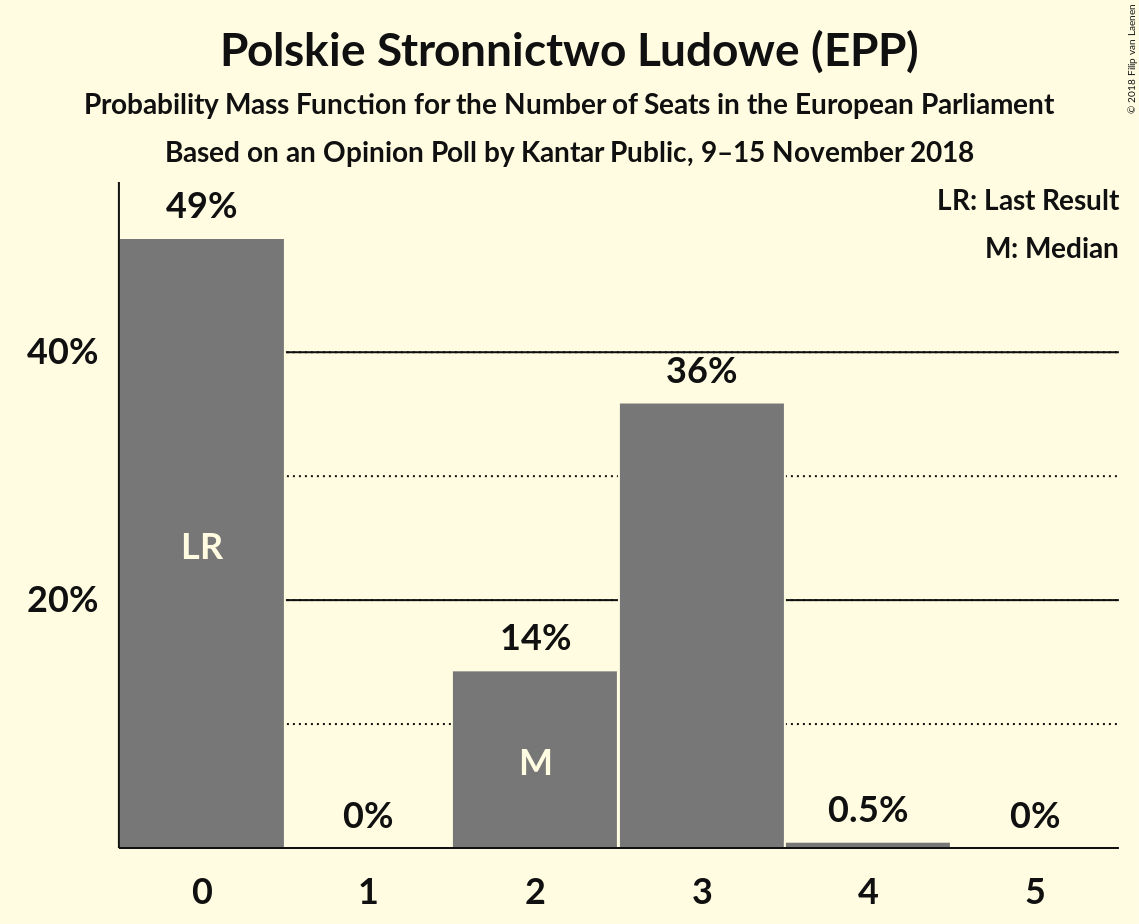 Polskie Stronnictwo Ludowe (EPP)
Probability Mass Function for the Number of Seats in the European Parliament
Based on an Opinion Poll by Kantar Public, 9–15 November 2018
© 2018 Filip van Laenen
LR: Last Result
M: Median
49%
40%
36%
LR
20%
14%
M
0%
0.5%
0%
0 1 2 3 4 5